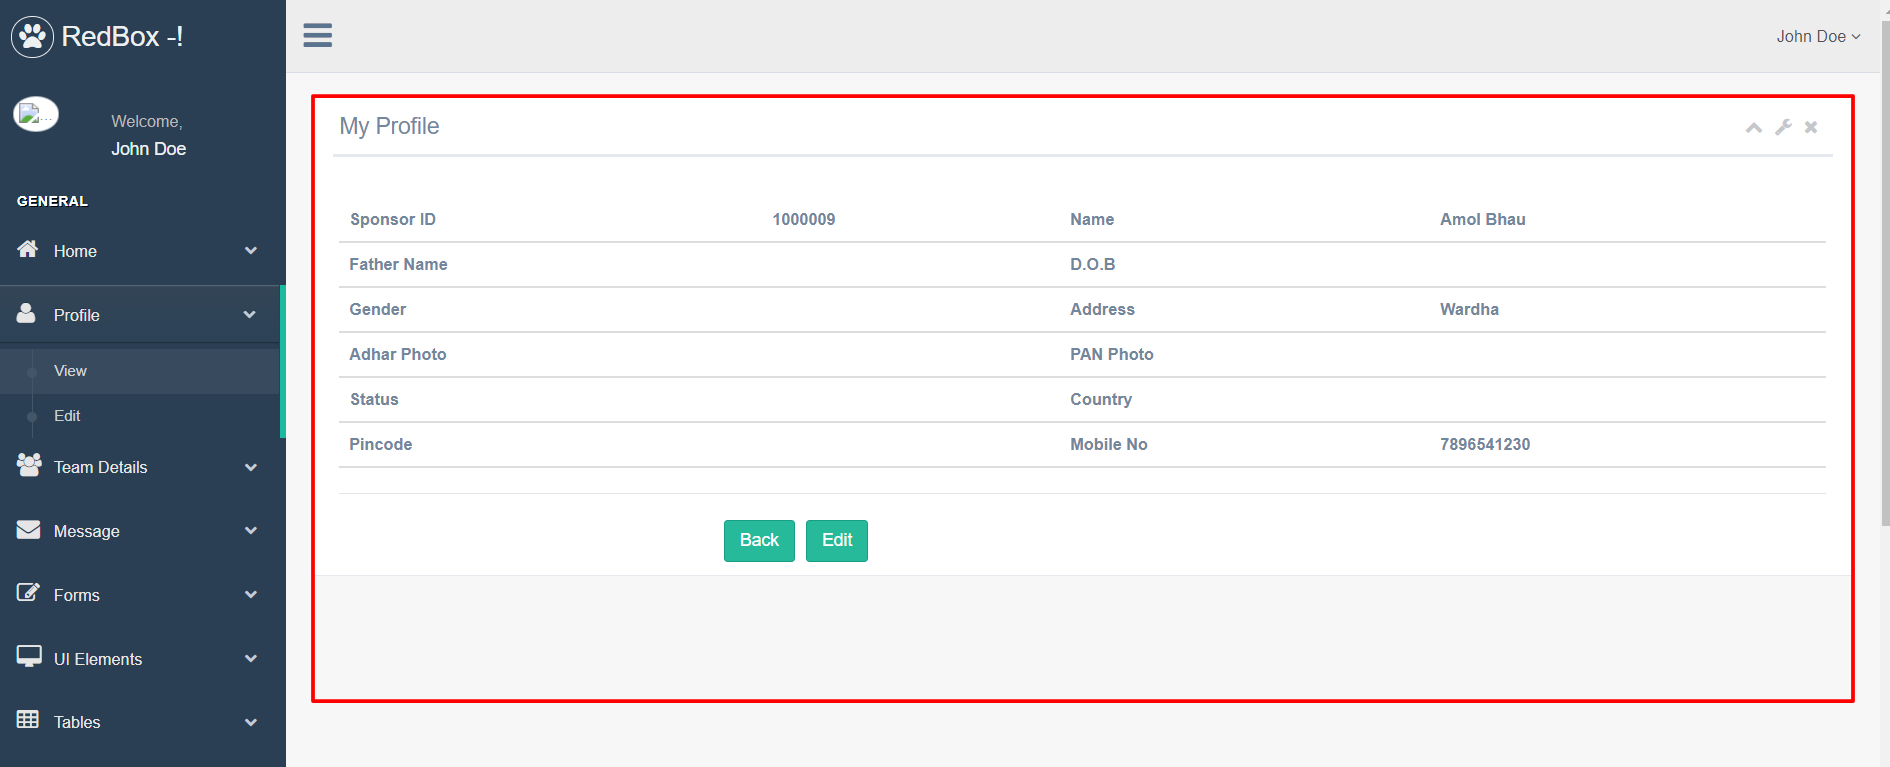 RedBox -!
John Doe
...
Welcome,
John Doe
GENERAL
Home
Profile
View
Edit
Team Details
Message
Forms
UI Elements
Tables
My Profile
Sponsor ID 1000009 Name Amol Bhau
Father Name D.O.B
Gender Address Wardha
Adhar Photo PAN Photo
Status Country
Pincode Mobile No 7896541230
Back Edit